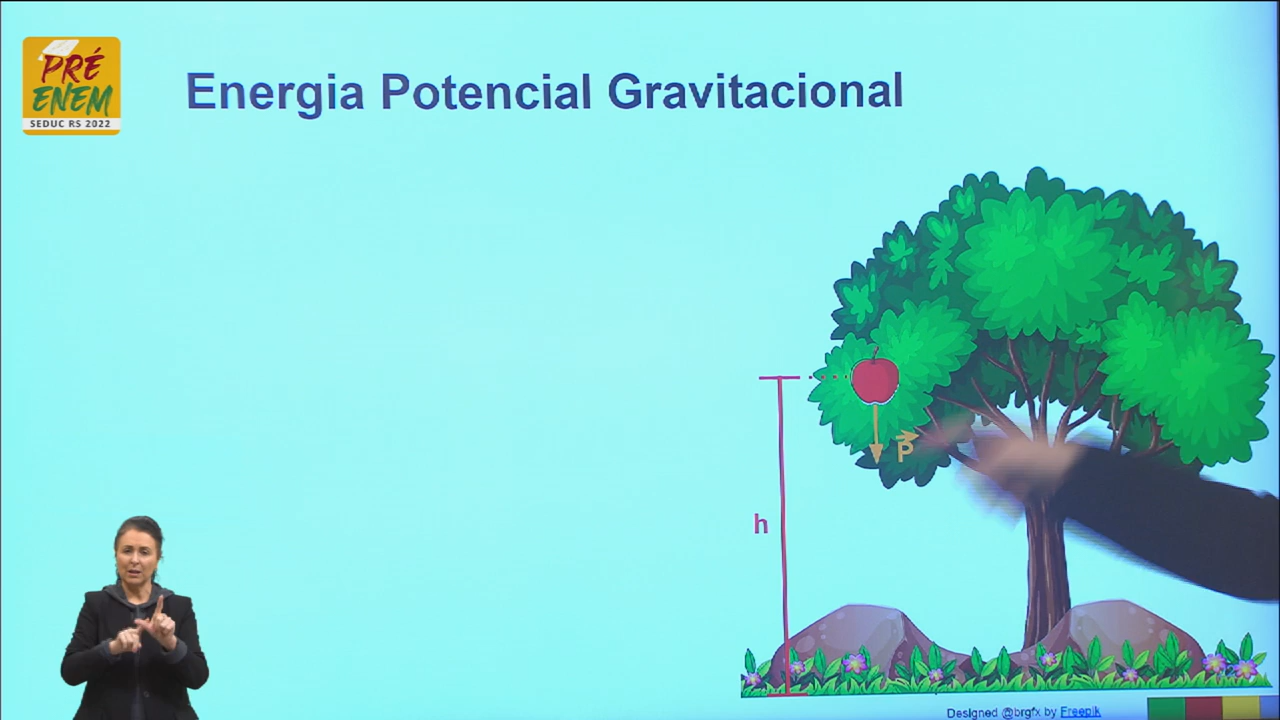 PRÉ
ENEM
SEDUC RS 2022
Energia Potencial Gravitacional
P
h
Designed @brgfx by Freepik